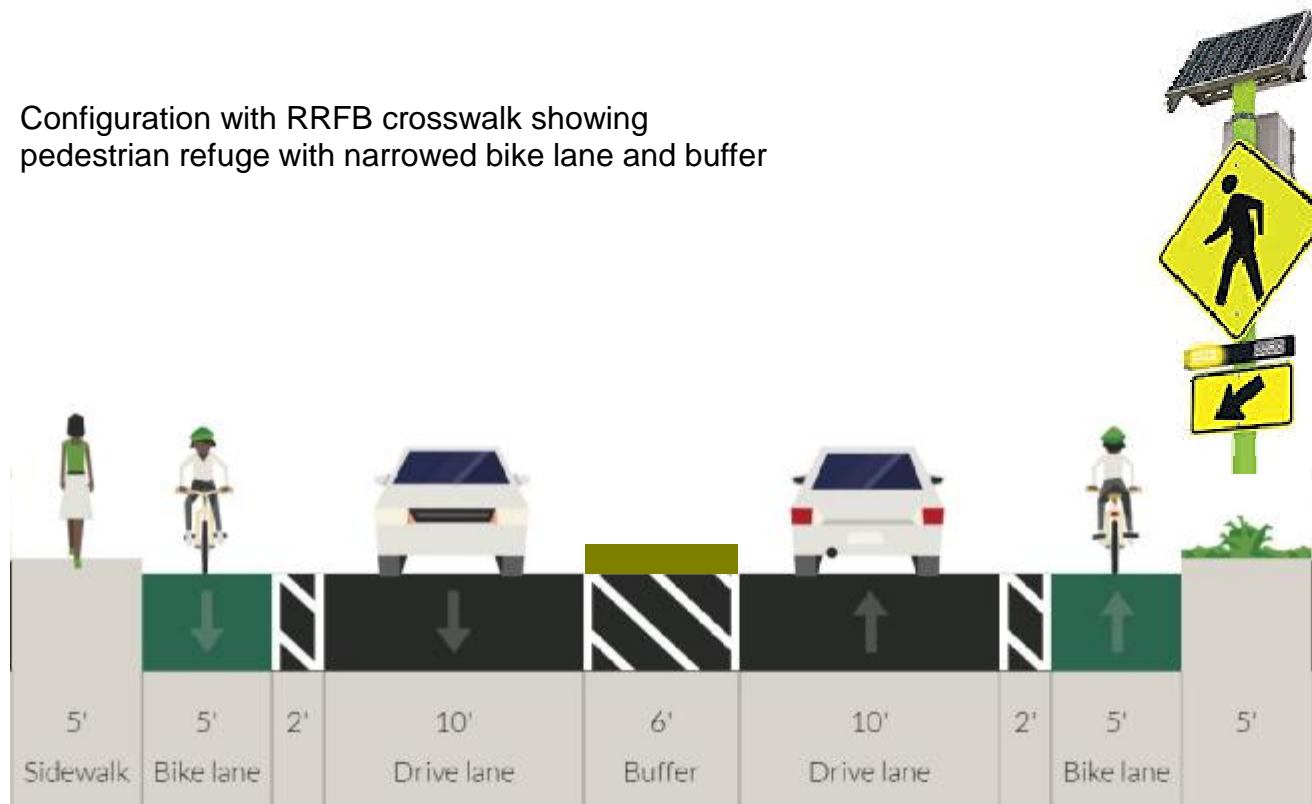 Configuration with RRFB crosswalk showing
pedestrian refuge with narrowed bike lane and buffer
5' 5' 2' 10' 6' 10' 2' 5' 5'
Sidewalk Bike lane Drive lane Buffer Drive lane Bike lane